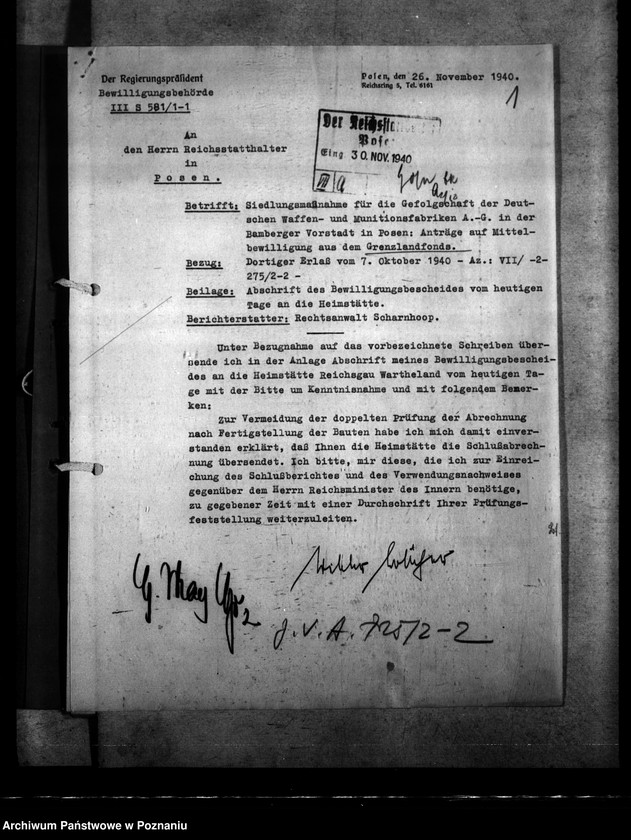 Der Regierungspräsident
Bewilligungsbehörde
III S 581/1-1
Posen, den 26. November 1940.
Reichsring 5, Tel. 6161
1
An
den Herrn Reichsstatthalter
in
Posen.
Der Reichsst
Posen
Eing 30. NOV. 1940
III
Betrifft: Siedlungsmaßnahme für die Gefolgschaft der Deut-
schen Waffen- und Munitionsfabriken A.-G. in der
Bamberger Vorstadt in Posen: Anträge auf Mittel-
bewilligung aus dem Grenzlandfonds.
Bezug: Dortiger Erlaß vom 7. Oktober 1940 - Az.: VII/ -2-
275/2-2 -
Beilage: Abschrift des Bewilligungsbescheides vom heutigen
Tage an die Heimstätte.
Berichterstatter: Rechtsanwalt Scharnhoop.
Unter Bezugnahme auf das vorbezeichnete Schreiben über-
sende ich in der Anlage Abschrift meines Bewilligungsbeschei-
des an die Heimstätte Reichsgau Wartheland vom heutigen Ta-
ge mit der Bitte um Kenntnisnahme und mit folgendem Bemer-
ken:
Zur Vermeidung der doppelten Prüfung der Abrechnung
nach Fertigstellung der Bauten habe ich mich damit einver-
standen erklärt, daß Ihnen die Heimstätte die Schlußabrech-
nung übersendet. Ich bitte, mir diese, die ich zur Einrei-
chung des Schlußberichtes und des Verwendungsnachweises
gegenüber dem Herrn Reichsminister des Innern benötige,
zu gegebener Zeit mit einer Durchschrift Ihrer Prüfungs-
feststellung weiterzuleiten.
J. V. A. 725/2-2
Archiwum Państwowe w Poznaniu